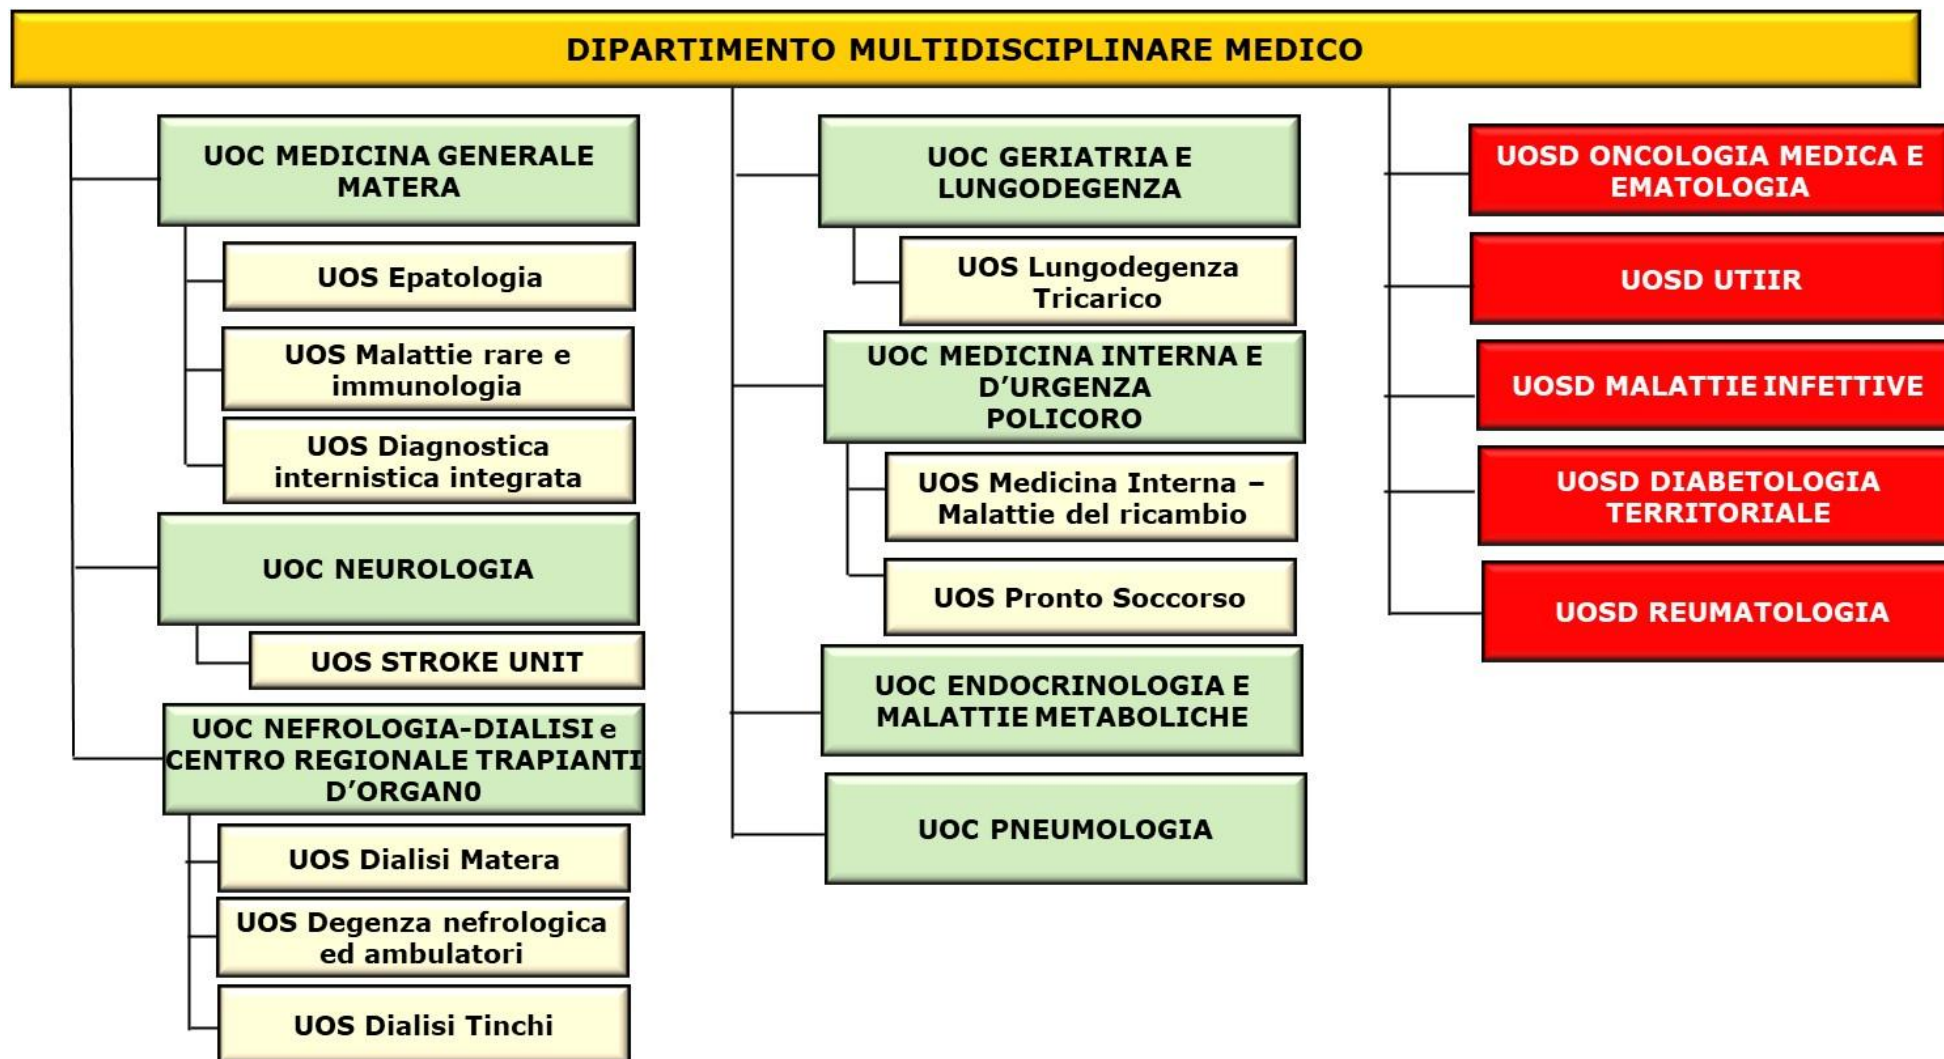 DIPARTIMENTO MULTIDISCIPLINARE MEDICO
UOC MEDICINA GENERALE
MATERA
UOS Epatologia
UOS Malattie rare e
immunologia
UOS Diagnostica
internistica integrata
UOC NEUROLOGIA
UOS STROKE UNIT
UOC NEFROLOGIA-DIALISI e
CENTRO REGIONALE TRAPIANTI
D’ORGAN0
UOS Dialisi Matera
UOS Degenza nefrologica
ed ambulatori
UOS Dialisi Tinchi
UOC GERIATRIA E
LUNGODEGENZA
UOS Lungodegenza
Tricarico
UOC MEDICINA INTERNA E
D’URGENZA
POLICORO
UOS Medicina Interna –
Malattie del ricambio
UOS Pronto Soccorso
UOC ENDOCRINOLOGIA E
MALATTIE METABOLICHE
UOC PNEUMOLOGIA
UOSD ONCOLOGIA MEDICA E
EMATOLOGIA
UOSD UTIIR
UOSD MALATTIE INFETTIVE
UOSD DIABETOLOGIA
TERRITORIALE
UOSD REUMATOLOGIA